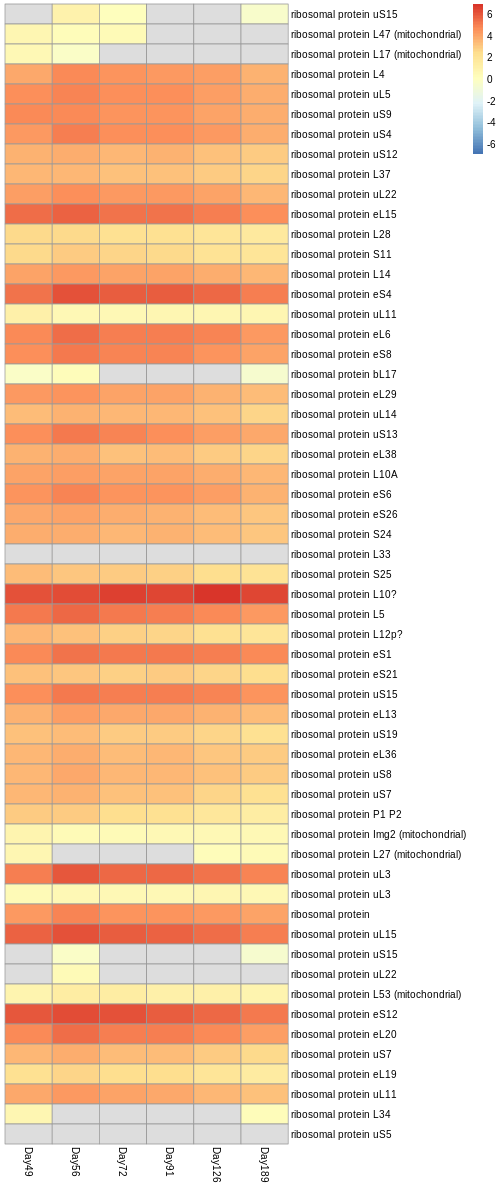 ribosomal protein uS15
ribosomal protein L47 (mitochondrial)
ribosomal protein L17 (mitochondrial)
ribosomal protein L4
ribosomal protein uL5
ribosomal protein uS9
ribosomal protein uS4
ribosomal protein uS12
ribosomal protein L37
ribosomal protein uL22
ribosomal protein eL15
ribosomal protein L28
ribosomal protein S11
ribosomal protein L14
ribosomal protein eS4
ribosomal protein uL11
ribosomal protein eL6
ribosomal protein eS8
ribosomal protein bL17
ribosomal protein eL29
ribosomal protein uL14
ribosomal protein uS13
ribosomal protein eL38
ribosomal protein L10A
ribosomal protein eS6
ribosomal protein eS26
ribosomal protein S24
ribosomal protein L33
ribosomal protein S25
ribosomal protein L10?
ribosomal protein L5
ribosomal protein L12p?
ribosomal protein eS1
ribosomal protein eS21
ribosomal protein uS15
ribosomal protein eL13
ribosomal protein uS19
ribosomal protein eL36
ribosomal protein uS8
ribosomal protein uS7
ribosomal protein P1 P2
ribosomal protein Img2 (mitochondrial)
ribosomal protein L27 (mitochondrial)
ribosomal protein uL3
ribosomal protein uL3
ribosomal protein
ribosomal protein uL15
ribosomal protein uS15
ribosomal protein uL22
ribosomal protein L53 (mitochondrial)
ribosomal protein eS12
ribosomal protein eL20
ribosomal protein uS7
ribosomal protein eL19
ribosomal protein uL11
ribosomal protein L34
ribosomal protein uS5
Day49
Day56
Day72
Day91
Day126
Day189
6
4
2
0
-2
-4
-6